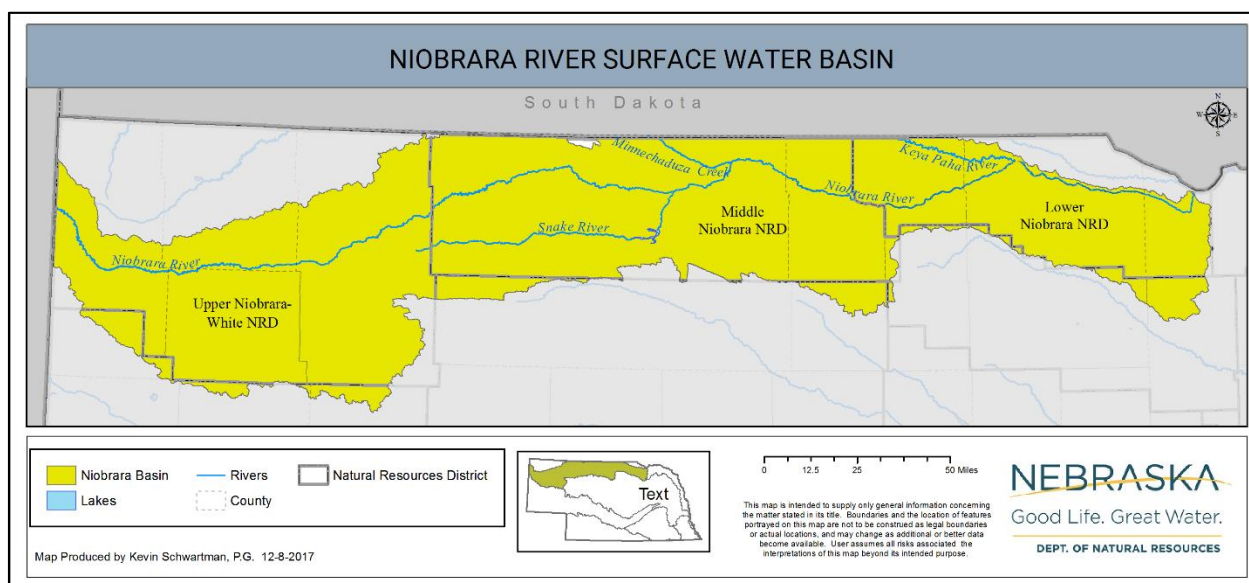 NIOBRARA RIVER SURFACE WATER BASIN
South Dakota
N
W E
S
Minnechaduza Creek
Keya Paha River
Niobrara River
Snake River
Middle
Niobrara NRD
Lower
Niobrara NRD
Niobrara River
Upper Niobrara-
White NRD
Niobrara Basin
Rivers
Natural Resources District
Lakes
County
Map Produced by Kevin Schwartman, P.G. 12-8-2017
Text
0 12.5 25 50 Miles
This map is intended to supply only general information concerning
the matter stated in its title. Boundaries and the location of features
portrayed on this map are not to be construed as legal boundaries
or actual locations, and may change as additional or better data
become available. User assumes all risks associated the
interpretations of this map beyond its intended purpose.
NEBRASKA
Good Life. Great Water.
DEPT. OF NATURAL RESOURCES